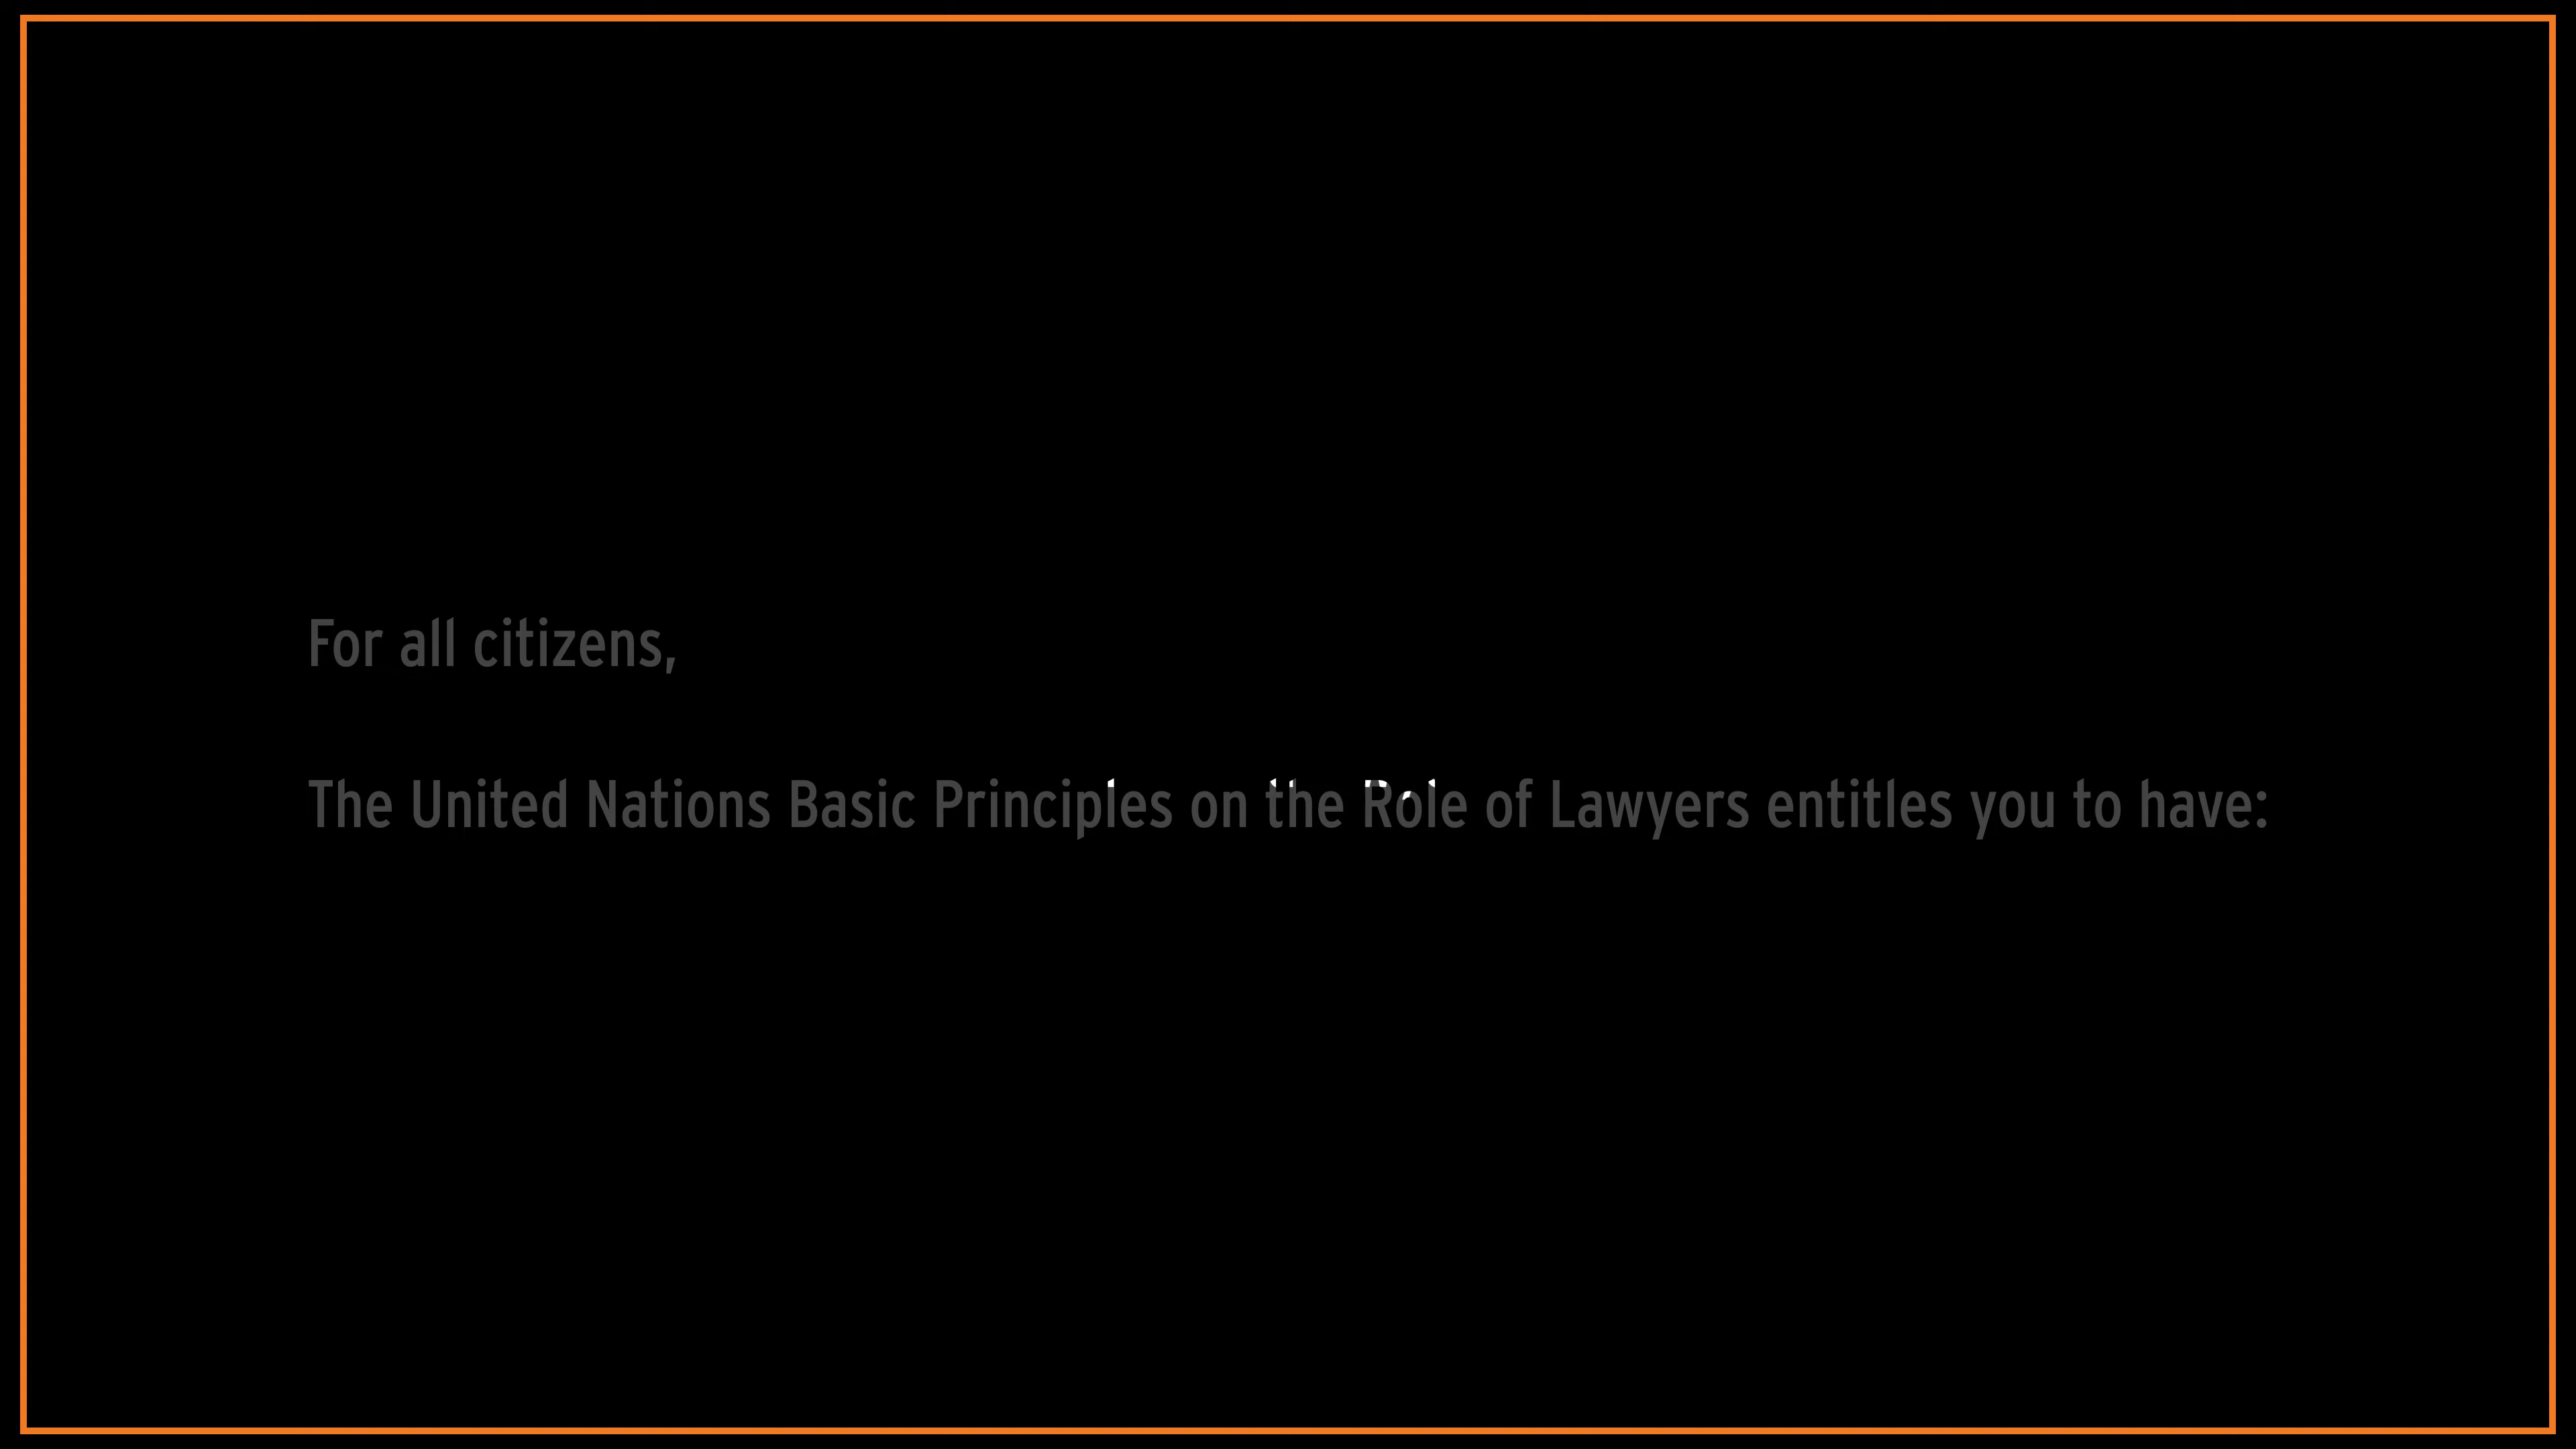 For all citizens,
The United Nations Basic Principles on the Role of Lawyers entitles you to have: